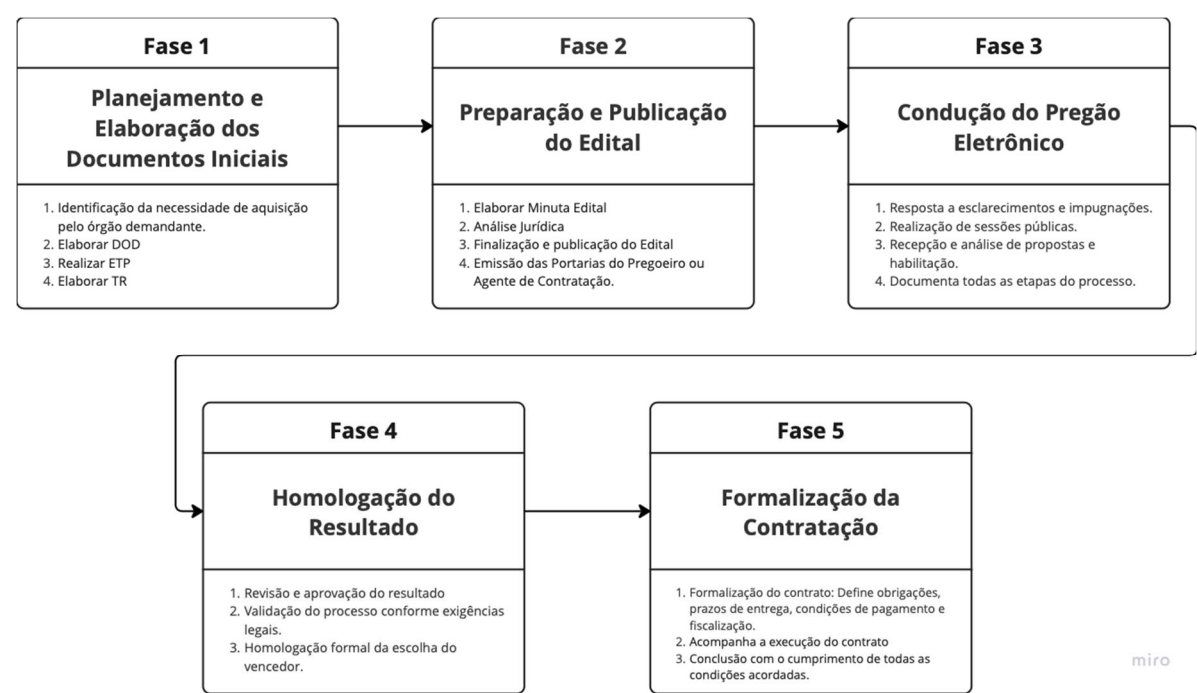 Fase 1
Planejamento e
Elaboração dos
Documentos Iniciais
1. Identificação da necessidade de aquisição
pelo órgão demandante.
2. Elaborar DOD
3. Realizar ETP
4. Elaborar TR
Fase 2
Preparação e Publicação
do Edital
1. Elaborar Minuta Edital
2. Análise Jurídica
3. Finalização e publicação do Edital
4. Emissão das Portarias do Pregoeiro ou
Agente de Contratação.
Fase 3
Condução do Pregão
Eletrônico
1. Resposta a esclarecimentos e impugnações.
2. Realização de sessões públicas.
3. Recepção e análise de propostas e
habilitação.
4. Documenta todas as etapas do processo.
Fase 4
Homologação do
Resultado
1. Revisão e aprovação do resultado
2. Validação do processo conforme exigências
legais.
3. Homologação formal da escolha do
vencedor.
Fase 5
Formalização da
Contratação
1. Formalização do contrato: Define obrigações,
prazos de entrega, condições de pagamento e
fiscalização.
2. Acompanha a execução do contrato
3. Conclusão com o cumprimento de todas as
condições acordadas.
miro